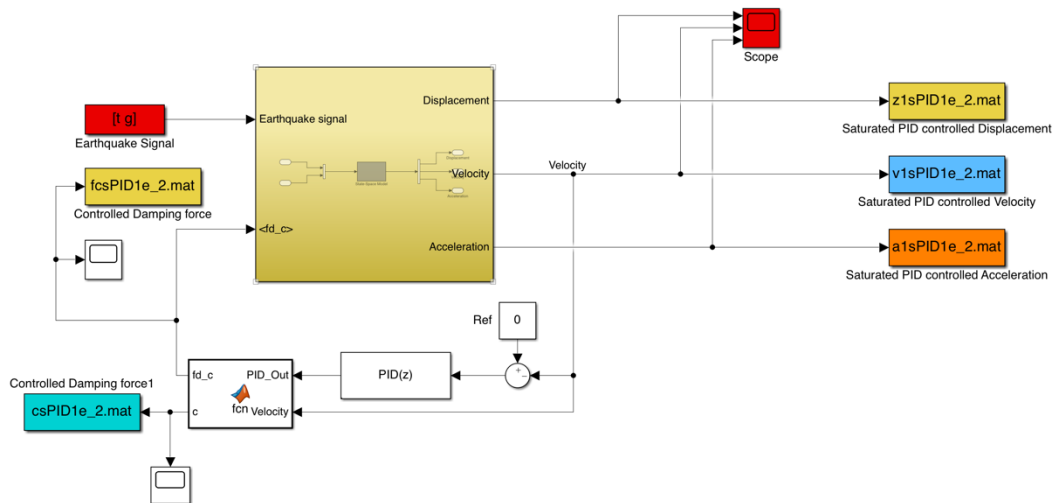 Scope
[t g]
Earthquake Signal
Earthquake signal
Displacement
z1sPID1e_2.mat
Saturated PID controlled Displacement
fcsPID1e_2.mat
Controlled Damping force
Velocity
Velocity
v1sPID1e_2.mat
Saturated PID controlled Velocity
<fd_c>
Acceleration
a1sPID1e_2.mat
Saturated PID controlled Acceleration
Ref
0
fd_c
PID_Out
PID(z)
Controlled Damping force1
csPID1e_2.mat
c
fcn
Velocity